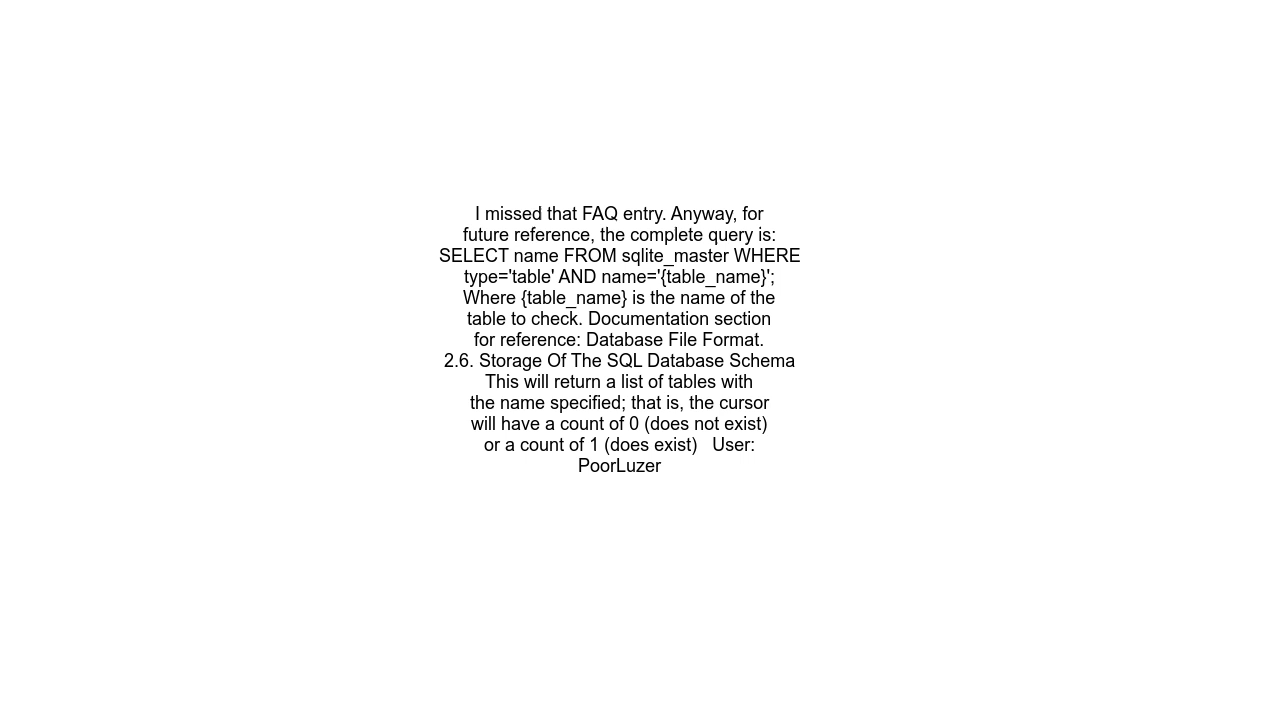 I missed that FAQ entry. Anyway, for
future reference, the complete query is:
SELECT name FROM sqlite_master WHERE
type='table' AND name='{table_name}';
Where {table_name} is the name of the
table to check. Documentation section
for reference: Database File Format.
2.6. Storage Of The SQL Database Schema
This will return a list of tables with
the name specified; that is, the cursor
will have a count of 0 (does not exist)
or a count of 1 (does exist)   User:
PoorLuzer